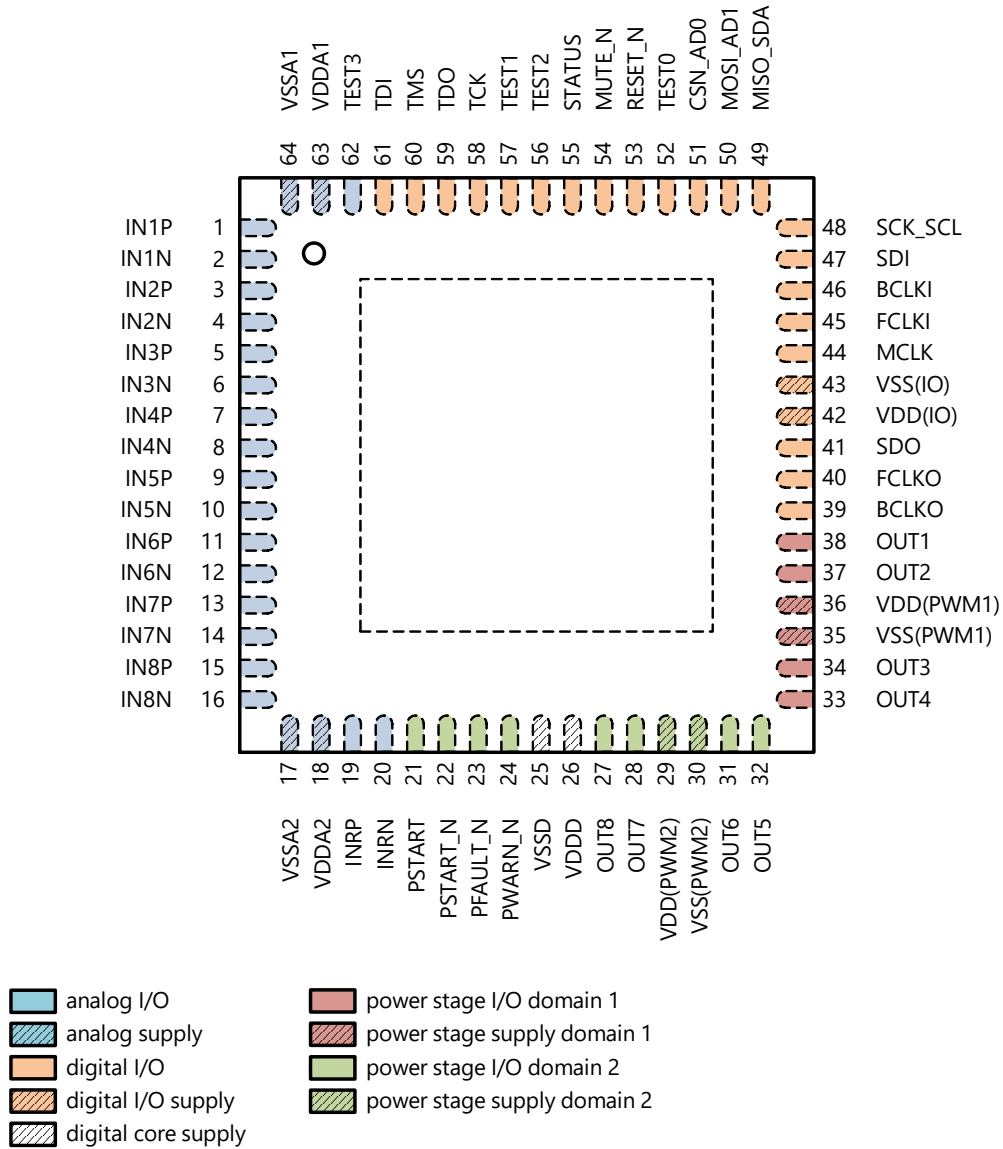 VSSA1
VDDA1
TEST3
TDI
TMS
TDO
TCK
TEST1
TEST2
STATUS
MUTE_N
RESET_N
TEST0
CSN_AD0
MOSI_AD1
MISO_SDA
64 63 62 61 60 59 58 57 56 55 54 53 52 51 50 49
IN1P 1
IN1N 2
IN2P 3
IN2N 4
IN3P 5
IN3N 6
IN4P 7
IN4N 8
IN5P 9
IN5N 10
IN6P 11
IN6N 12
IN7P 13
IN7N 14
IN8P 15
IN8N 16
48 SCK_SCL
47 SDI
46 BCLKI
45 FCLKI
44 MCLK
43 VSS(IO)
42 VDD(IO)
41 SDO
40 FCLKO
39 BCLKO
38 OUT1
37 OUT2
36 VDD(PWM1)
35 VSS(PWM1)
34 OUT3
33 OUT4
17 18 19 20 21 22 23 24 25 26 27 28 29 30 31 32
VSSA2
VDDA2
INRP
INRN
PSTART
PSTART_N
PFAULT_N
PWARN_N
VSSD
VDDD
OUT8
OUT7
VDD(PWM2)
VSS(PWM2)
OUT6
OUT5
analog I/O
analog supply
digital I/O
digital I/O supply
digital core supply
power stage I/O domain 1
power stage supply domain 1
power stage I/O domain 2
power stage supply domain 2